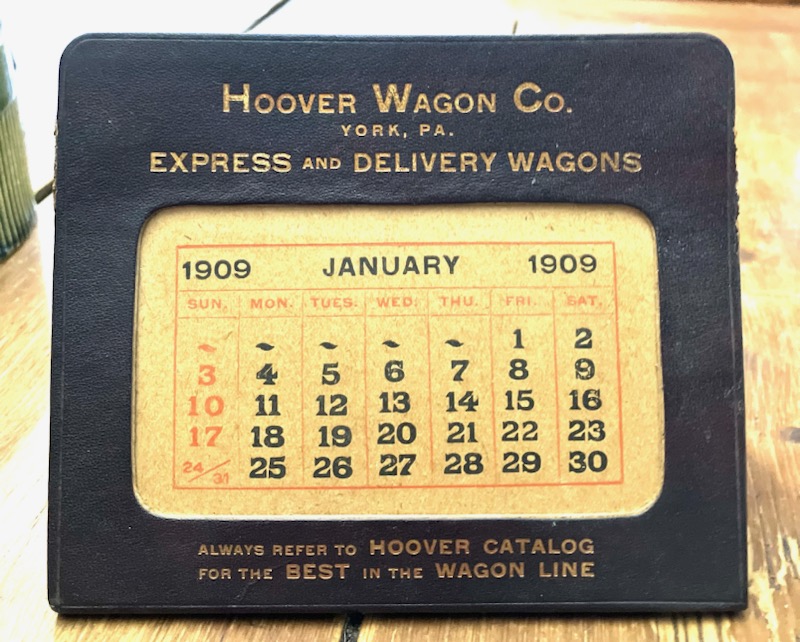 HOOVER WAGON CO.
YORK, PA.
EXPRESS AND DELIVERY WAGONS
1909 JANUARY 1909
SUN. MON. TUES. WED. THU. FRI. SAT.
1 2
3 4 5 6 7 8 9
10 11 12 13 14 15 16
17 18 19 20 21 22 23
24/31 25 26 27 28 29 30
ALWAYS REFER TO HOOVER CATALOG
FOR THE BEST IN THE WAGON LINE